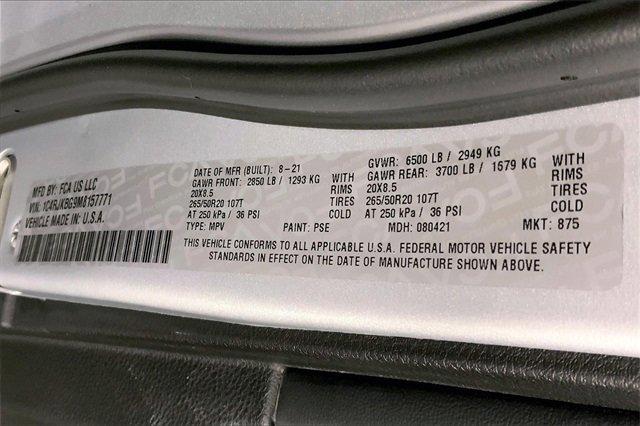 MFD BY: FCA US LLC
DATE OF MFR (BUILT): 8-21
GVWR: 6500 LB / 2949 KG
VIN: 1C4RJKBG9M8157771
GAWR FRONT: 2850 LB / 1293 KG WITH
GAWR REAR: 3700 LB / 1679 KG WITH
VEHICLE MADE IN: U.S.A.
20X8.5 RIMS
20X8.5 RIMS
265/50R20 107T TIRES
265/50R20 107T TIRES
AT 250 kPa / 36 PSI COLD
AT 250 kPa / 36 PSI COLD
TYPE: MPV PAINT: PSE MDH: 080421 MKT: 875
THIS VEHICLE CONFORMS TO ALL APPLICABLE U.S.A. FEDERAL MOTOR VEHICLE SAFETY
STANDARDS IN EFFECT ON THE DATE OF MANUFACTURE SHOWN ABOVE.